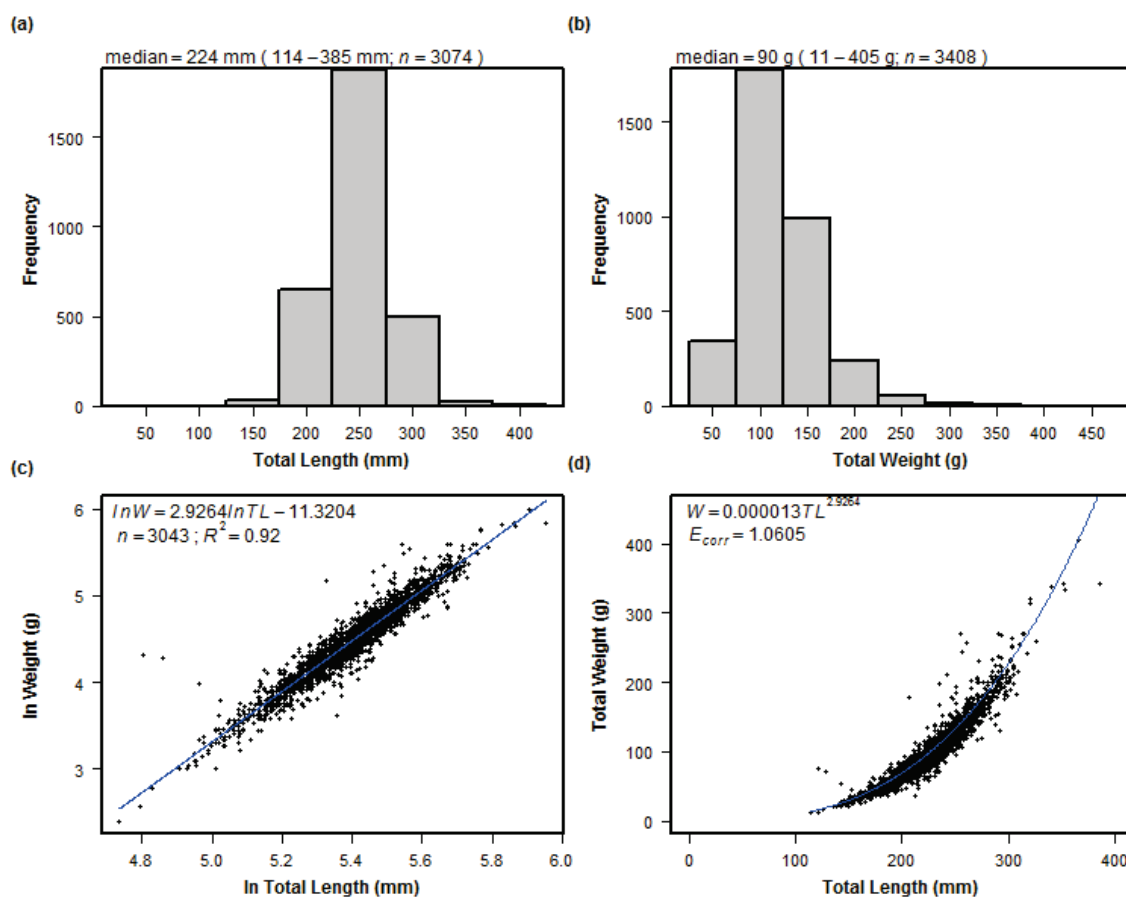 (a)
median = 224 mm ( 114 – 385 mm; n = 3074 )
Frequency
1500
1000
500
0
50 100 150 200 250 300 350 400
Total Length (mm)
(b)
median = 90 g ( 11 – 405 g; n = 3408 )
Frequency
1500
1000
500
0
50 100 150 200 250 300 350 400 450
Total Weight (g)
(c)
lnW = 2.9264lnTL – 11.3204
n = 3043 ; R² = 0.92
ln Weight (g)
6
5
4
3
4.8 5.0 5.2 5.4 5.6 5.8 6.0
ln Total Length (mm)
(d)
W = 0.000013TL^2.9264
E_corr = 1.0605
Total Weight (g)
400
300
200
100
0
0 100 200 300 400
Total Length (mm)